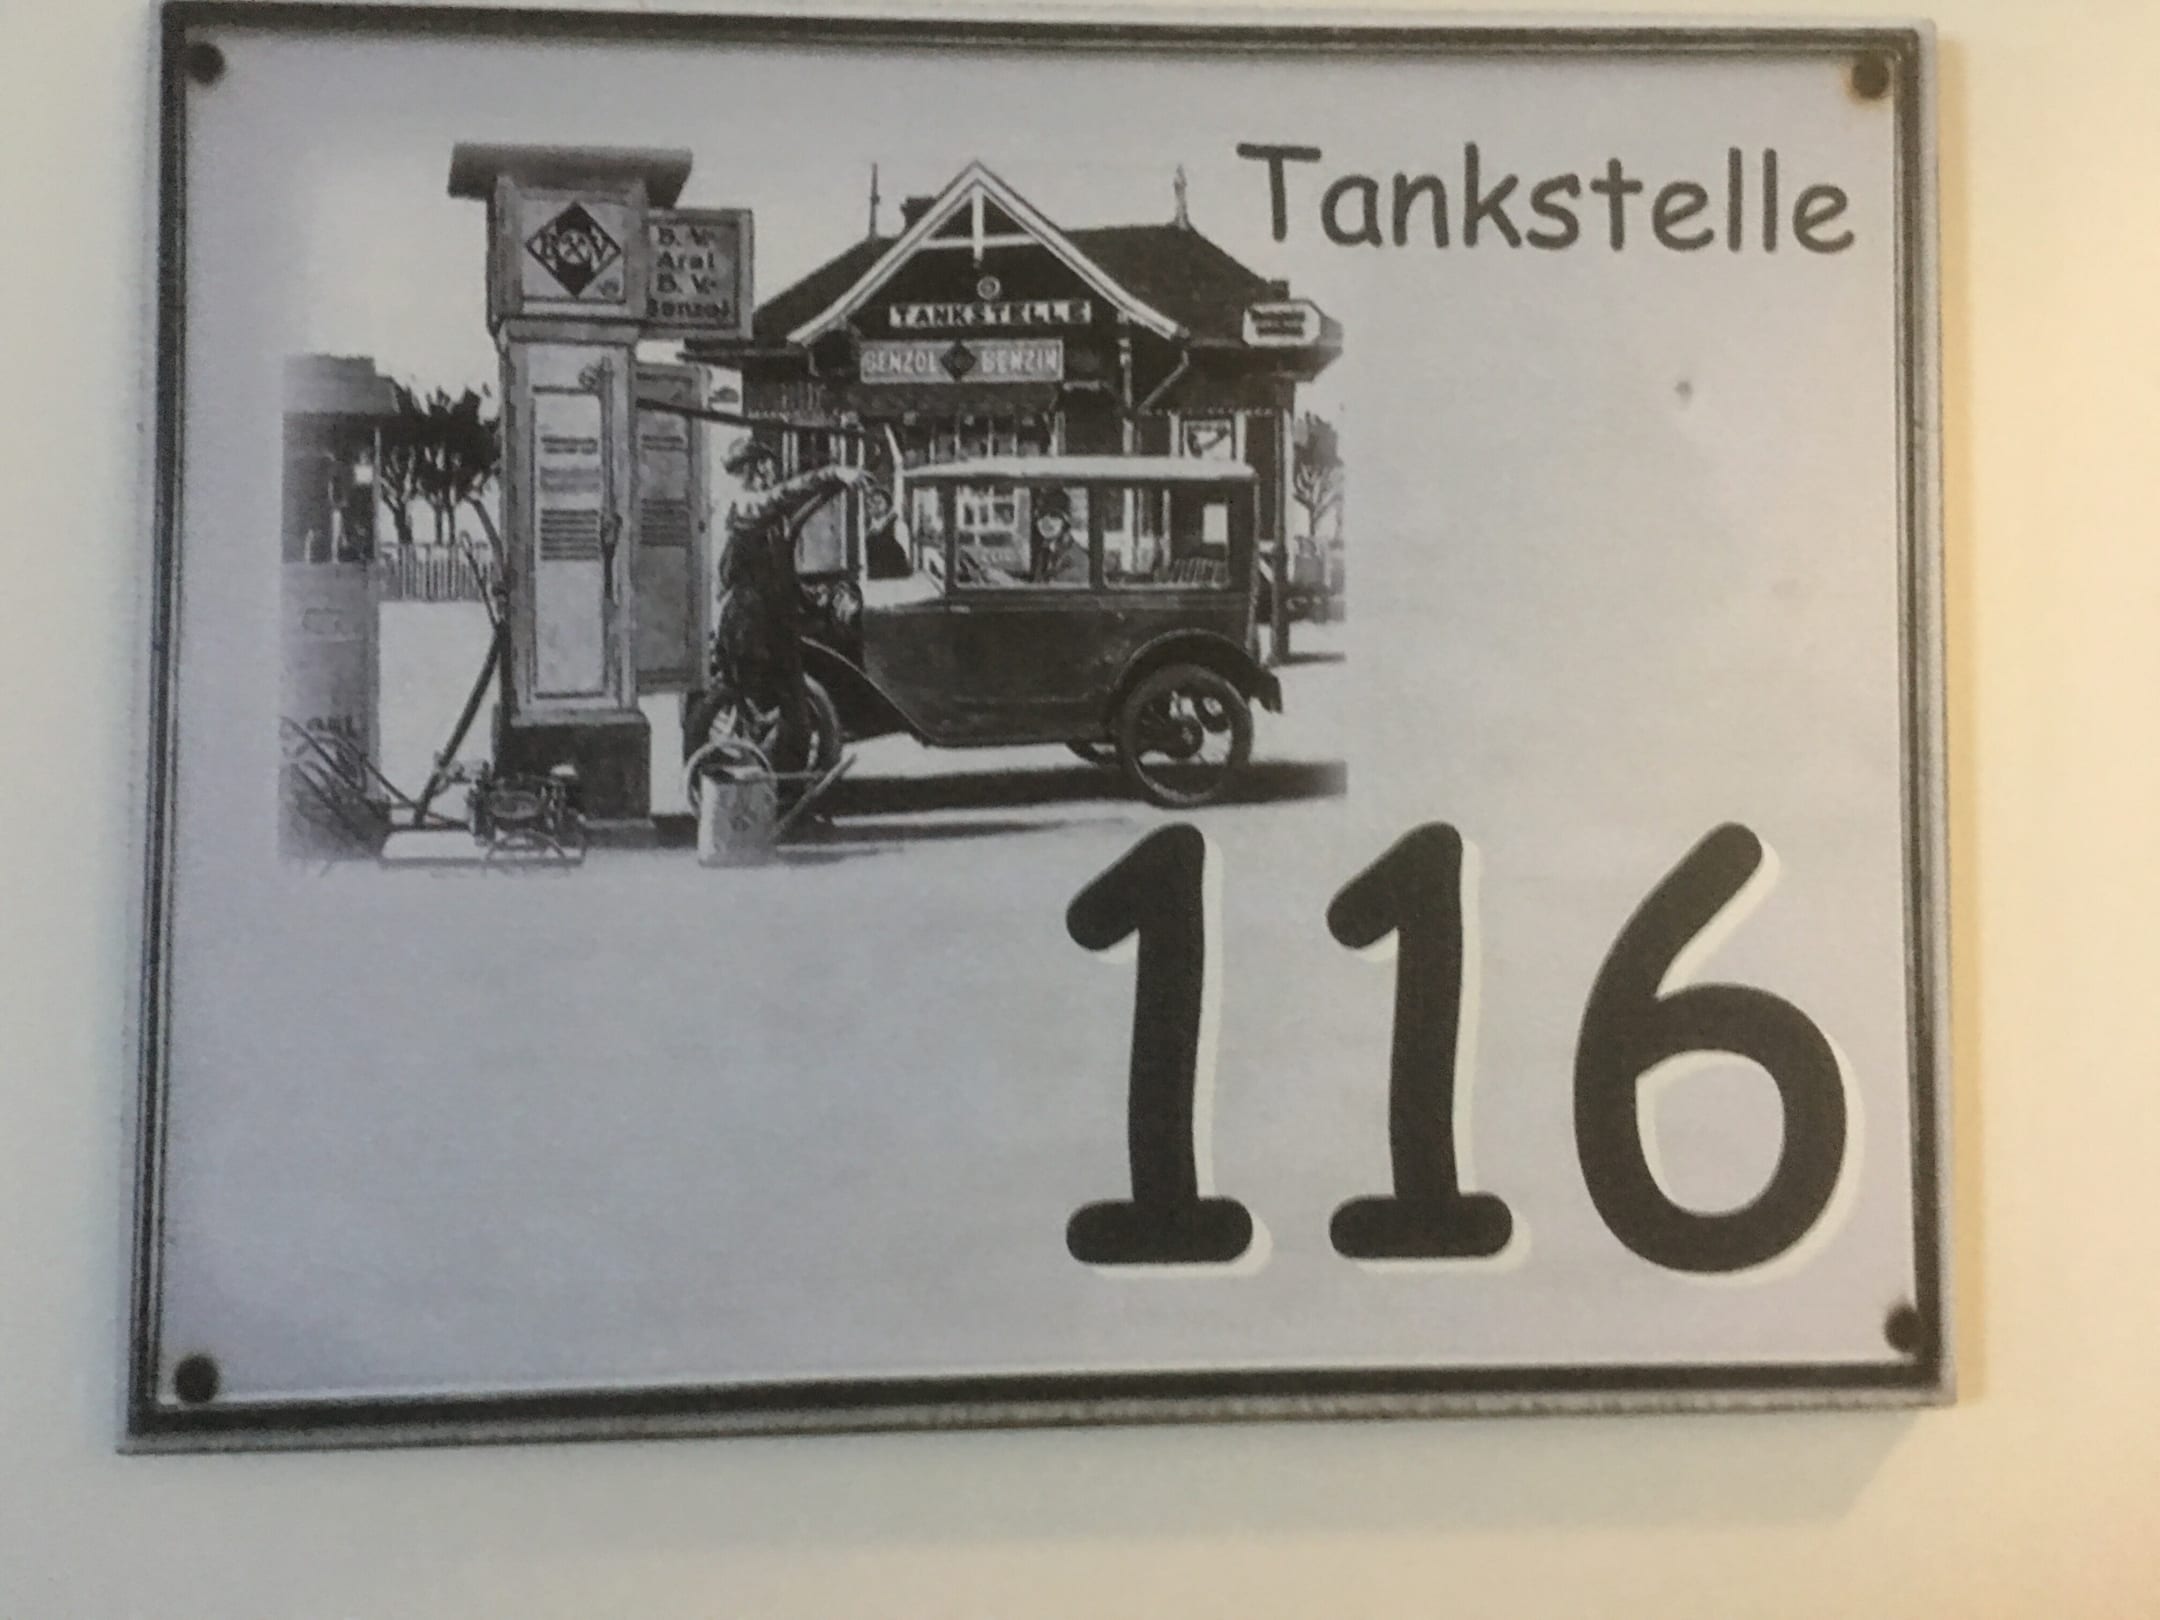 Tankstelle
B.V.-
Aral
B.V.-
Benzol
TANKSTELLE
BENZOL BENZIN
116